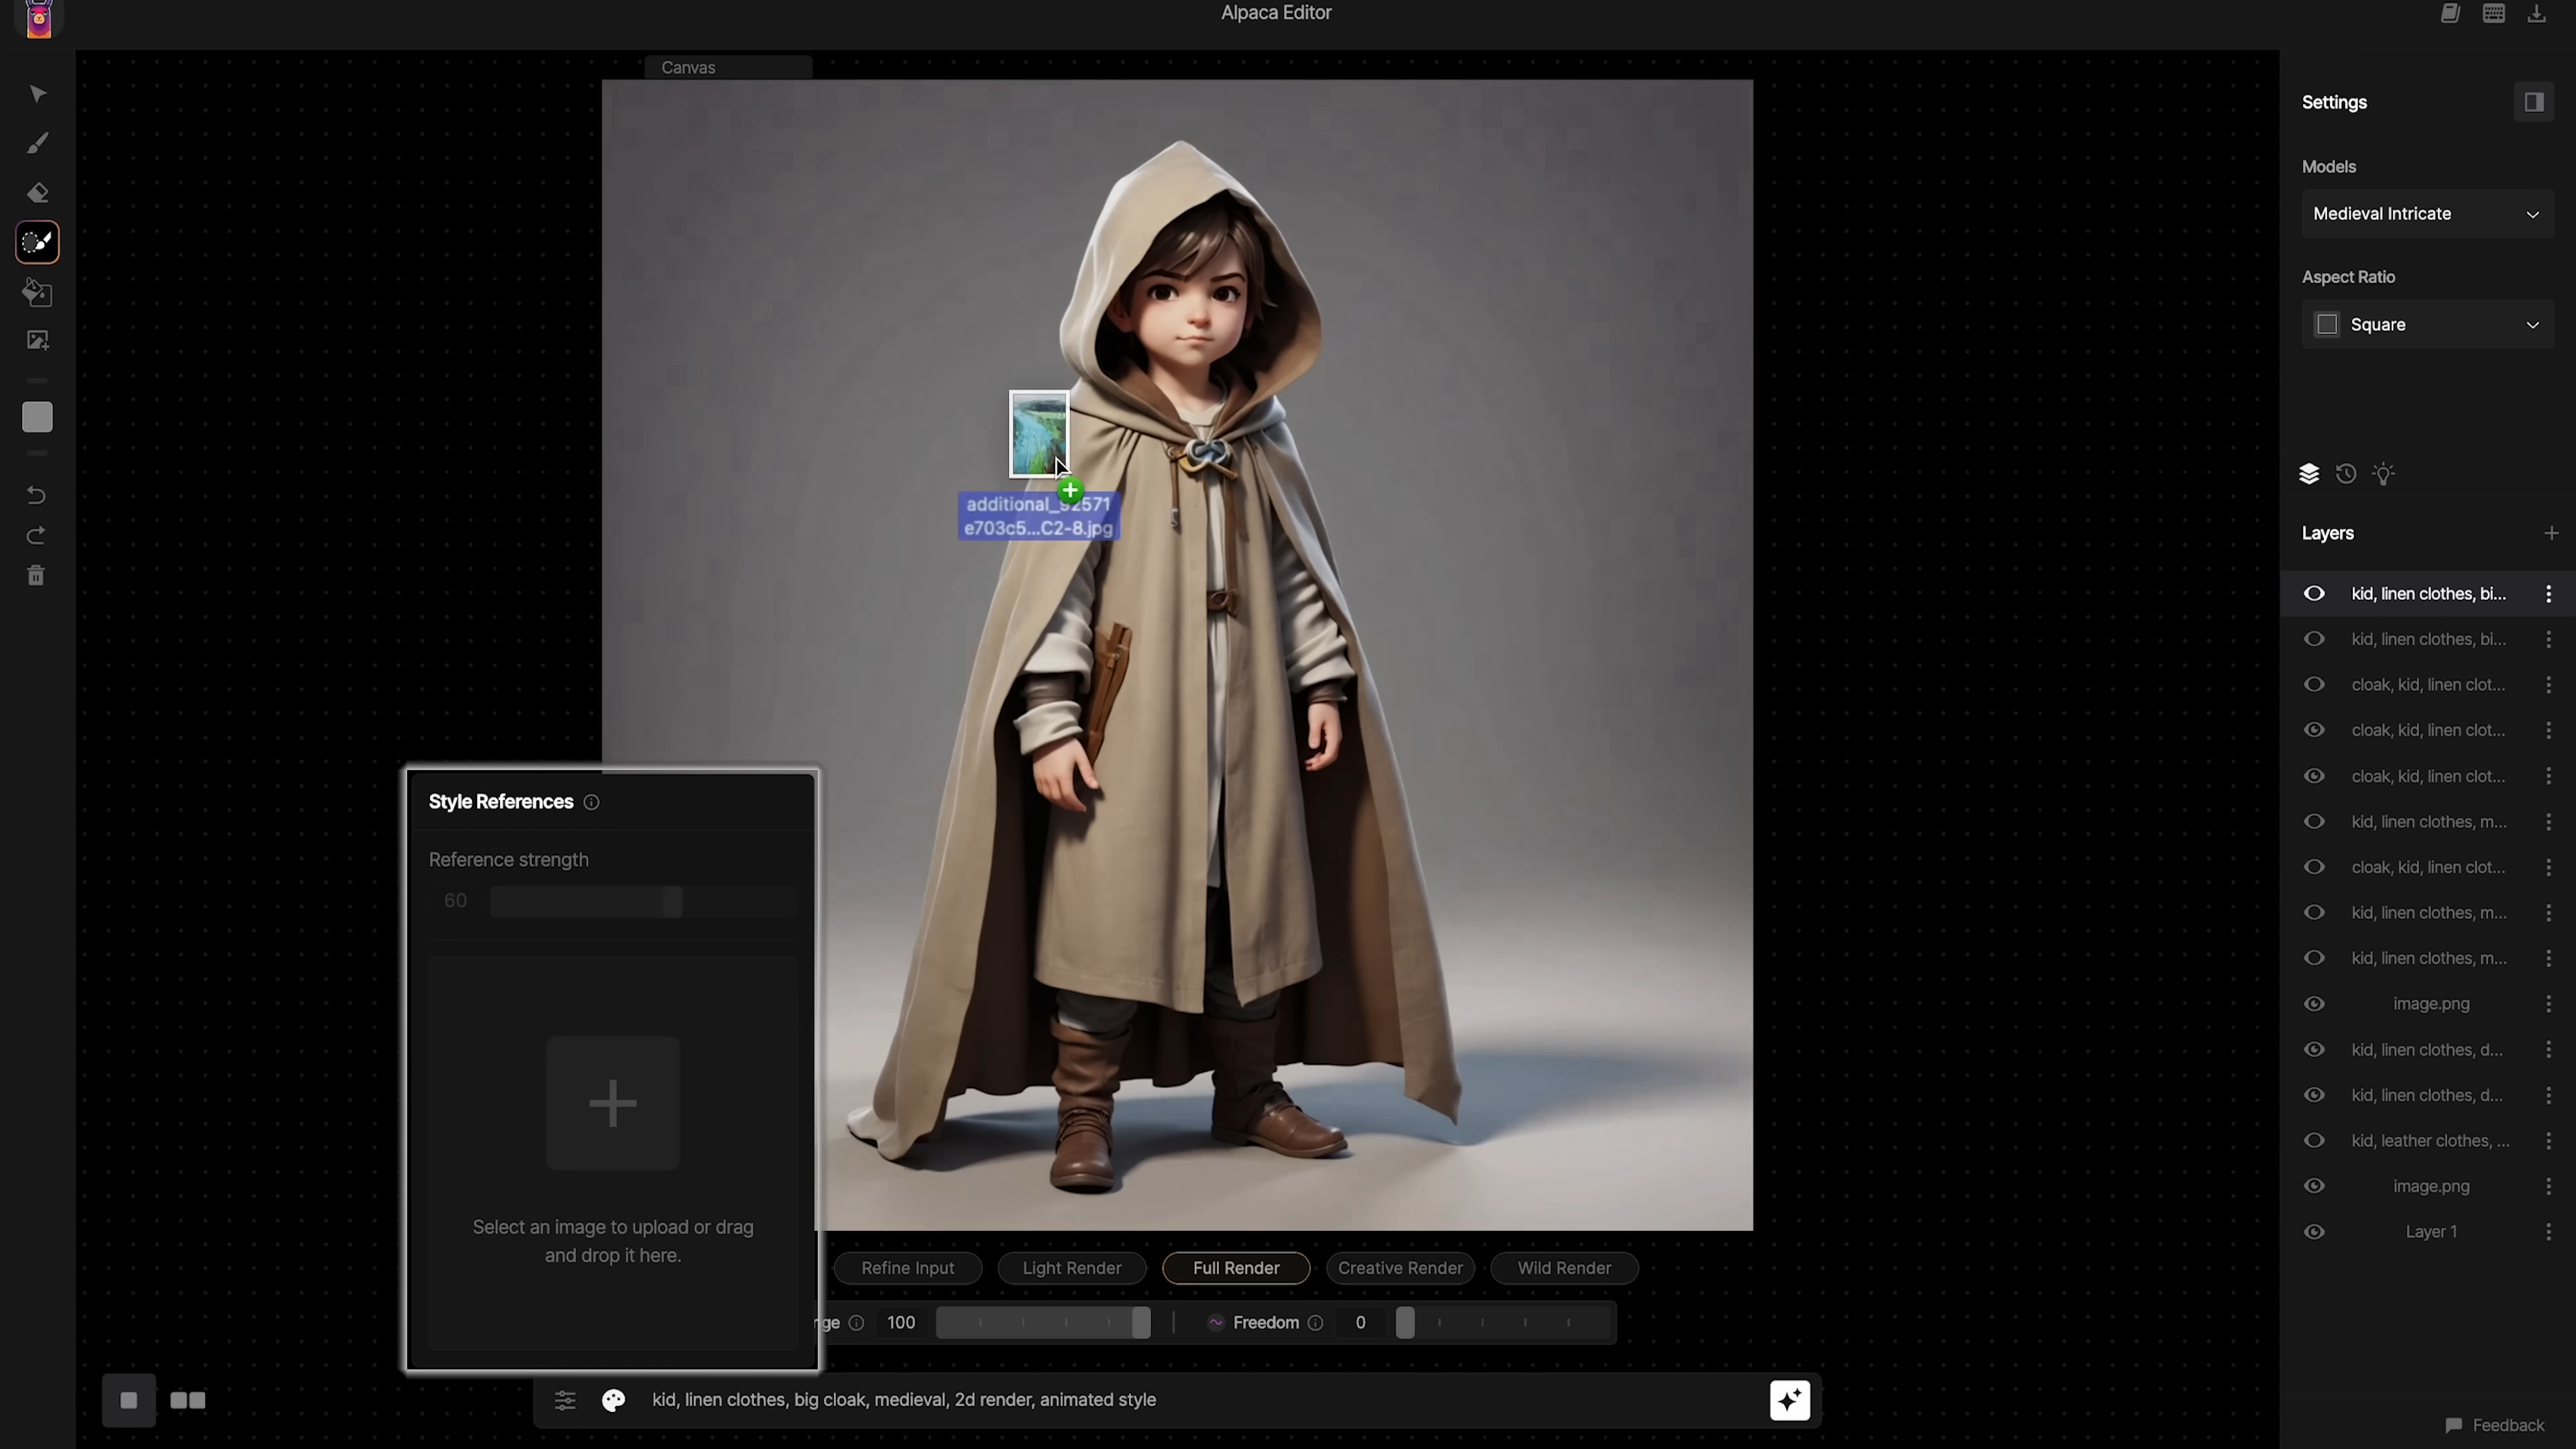 Alpaca Editor
Canvas
Settings
Models
Medieval Intricate
Aspect Ratio
Square
additional_92571
e703c5...C2-8.jpg
Layers
kid, linen clothes, bi...
kid, linen clothes, bi...
cloak, kid, linen clot...
cloak, kid, linen clot...
cloak, kid, linen clot...
kid, linen clothes, m...
cloak, kid, linen clot...
kid, linen clothes, m...
kid, linen clothes, m...
image.png
kid, linen clothes, d...
kid, linen clothes, d...
kid, leather clothes, ...
image.png
Layer 1
Style References
Reference strength
60
Select an image to upload or drag
and drop it here.
Refine Input Light Render Full Render Creative Render Wild Render
nge 100 Freedom 0
kid, linen clothes, big cloak, medieval, 2d render, animated style
Feedback